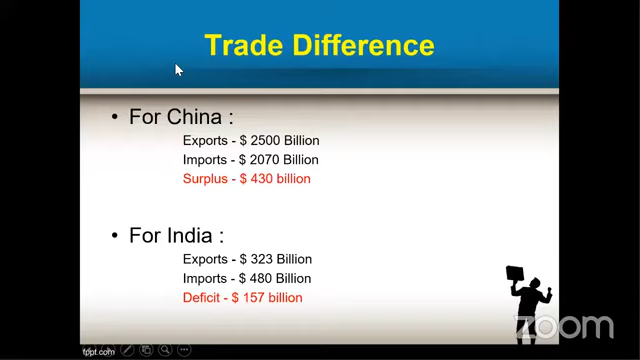 Trade Difference
• For China :
Exports - $ 2500 Billion
Imports - $ 2070 Billion
Surplus - $ 430 billion
• For India :
Exports - $ 323 Billion
Imports - $ 480 Billion
Deficit - $ 157 billion
zoom
fppt.com